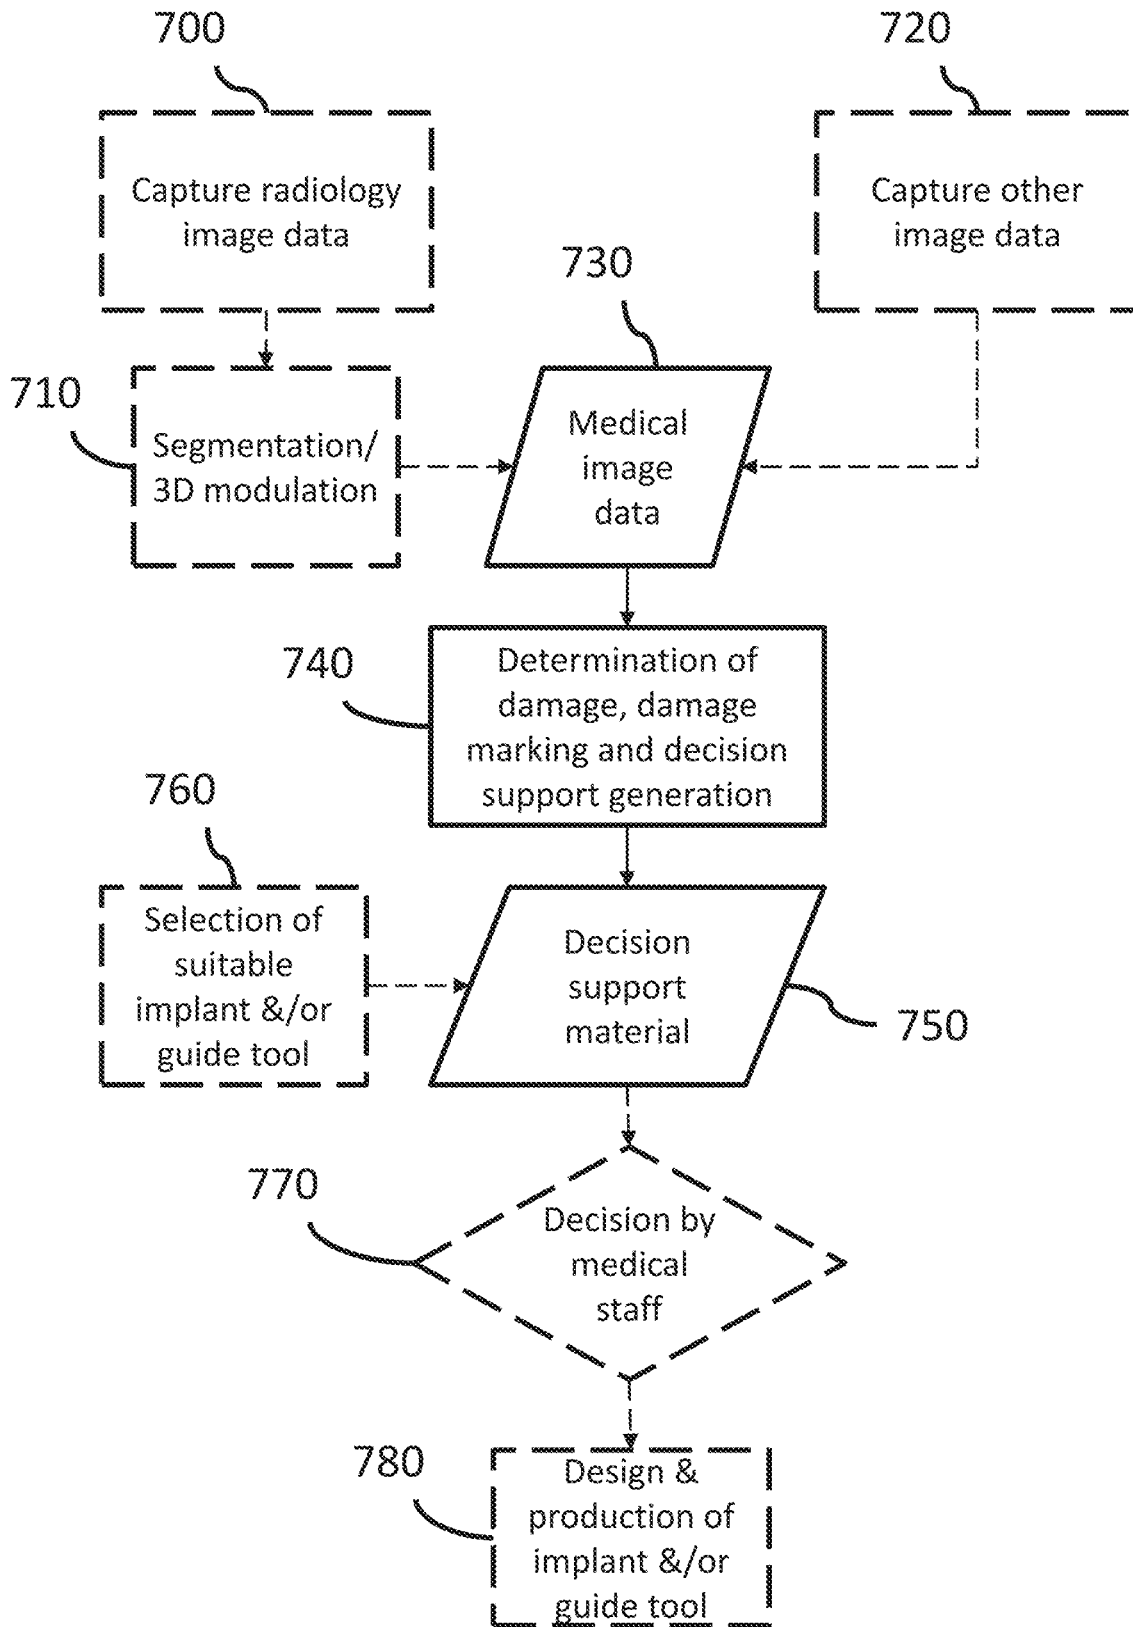 700
720
Capture radiology
image data
Capture other
image data
730
710
Segmentation/
3D modulation
Medical
image
data
740
Determination of
damage, damage
marking and decision
support generation
760
Selection of
suitable
implant &/or
guide tool
Decision
support
material
750
770
Decision by
medical
staff
780
Design &
production of
implant &/or
guide tool